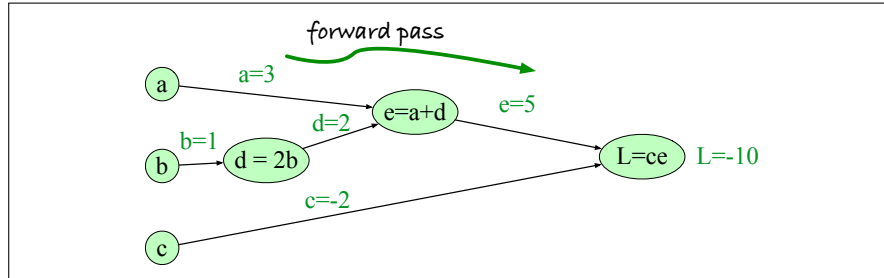 forward pass
a
a=3
e=a+d
e=5
b
b=1
d = 2b
d=2
L=ce
L=-10
c=-2
c